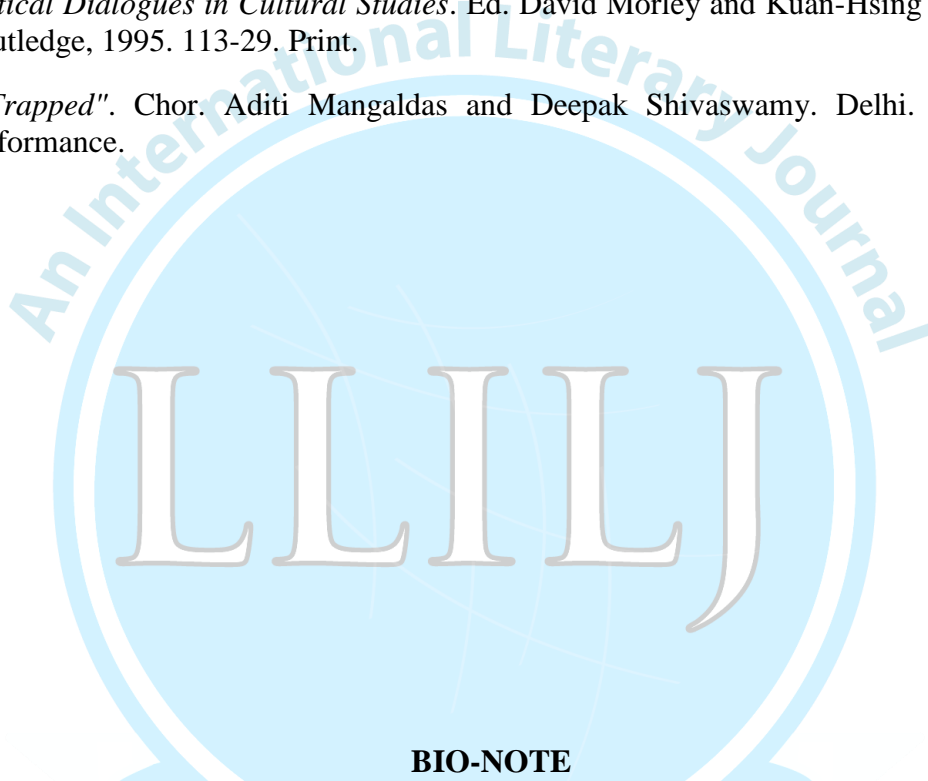 tical Dialogues in Cultural Studies. Ed. David Morley and Kuan-Hsing
utledge, 1995. 113-29. Print.
Trapped". Chor. Aditi Mangaldas and Deepak Shivaswamy. Delhi.
formance.
An International Literary Journal
LLILJ
BIO-NOTE